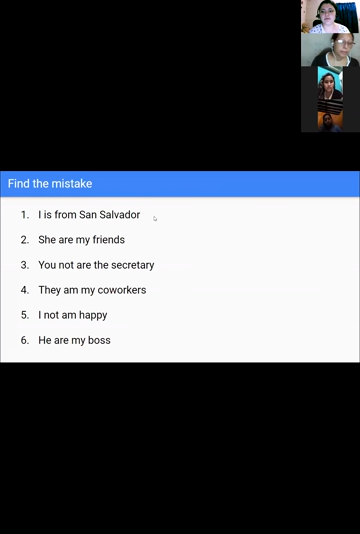 Find the mistake
1. I is from San Salvador
2. She are my friends
3. You not are the secretary
4. They am my coworkers
5. I not am happy
6. He are my boss